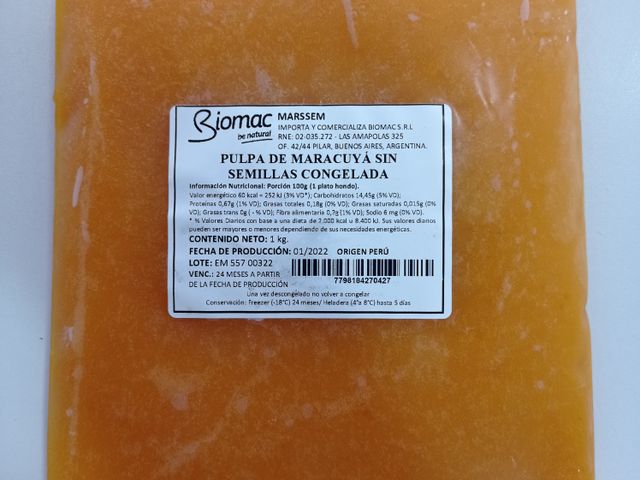 Biomac
be natural
MARSSEM
IMPORTA Y COMERCIALIZA BIOMAC S.R.L
RNE: 02-035.272 - LAS AMAPOLAS 325
OF. 42/44 PILAR, BUENOS AIRES, ARGENTINA.
PULPA DE MARACUYÁ SIN
SEMILLAS CONGELADA
Información Nutricional: Porción 100g (1 plato hondo).
Valor energético 60 kcal = 252 kj (3% VD*); Carbohidratos 14,45g (5% VD);
Proteínas 0,67g (1% VD); Grasas totales 0,18g (0% VD); Grasas saturadas 0,015g (0%
VD); Grasas trans 0g ( - % VD); Fibra alimentaria 0,2g (1% VD); Sodio 6 mg (0% VD).
* % Valores Diarios con base a una dieta de 2.000 kcal u 8.400 kJ. Sus valores diarios
pueden ser mayores o menores dependiendo de sus necesidades energéticas.
CONTENIDO NETO: 1 kg.
FECHA DE PRODUCCIÓN: 01/2022 ORIGEN PERÚ
LOTE: EM 557 00322
VENC.: 24 MESES A PARTIR
DE LA FECHA DE PRODUCCIÓN
7798184270427
Una vez descongelado no volver a congelar
Conservación: Freezer (-18°C) 24 meses/ Heladera (4°a 8°C) hasta 5 días